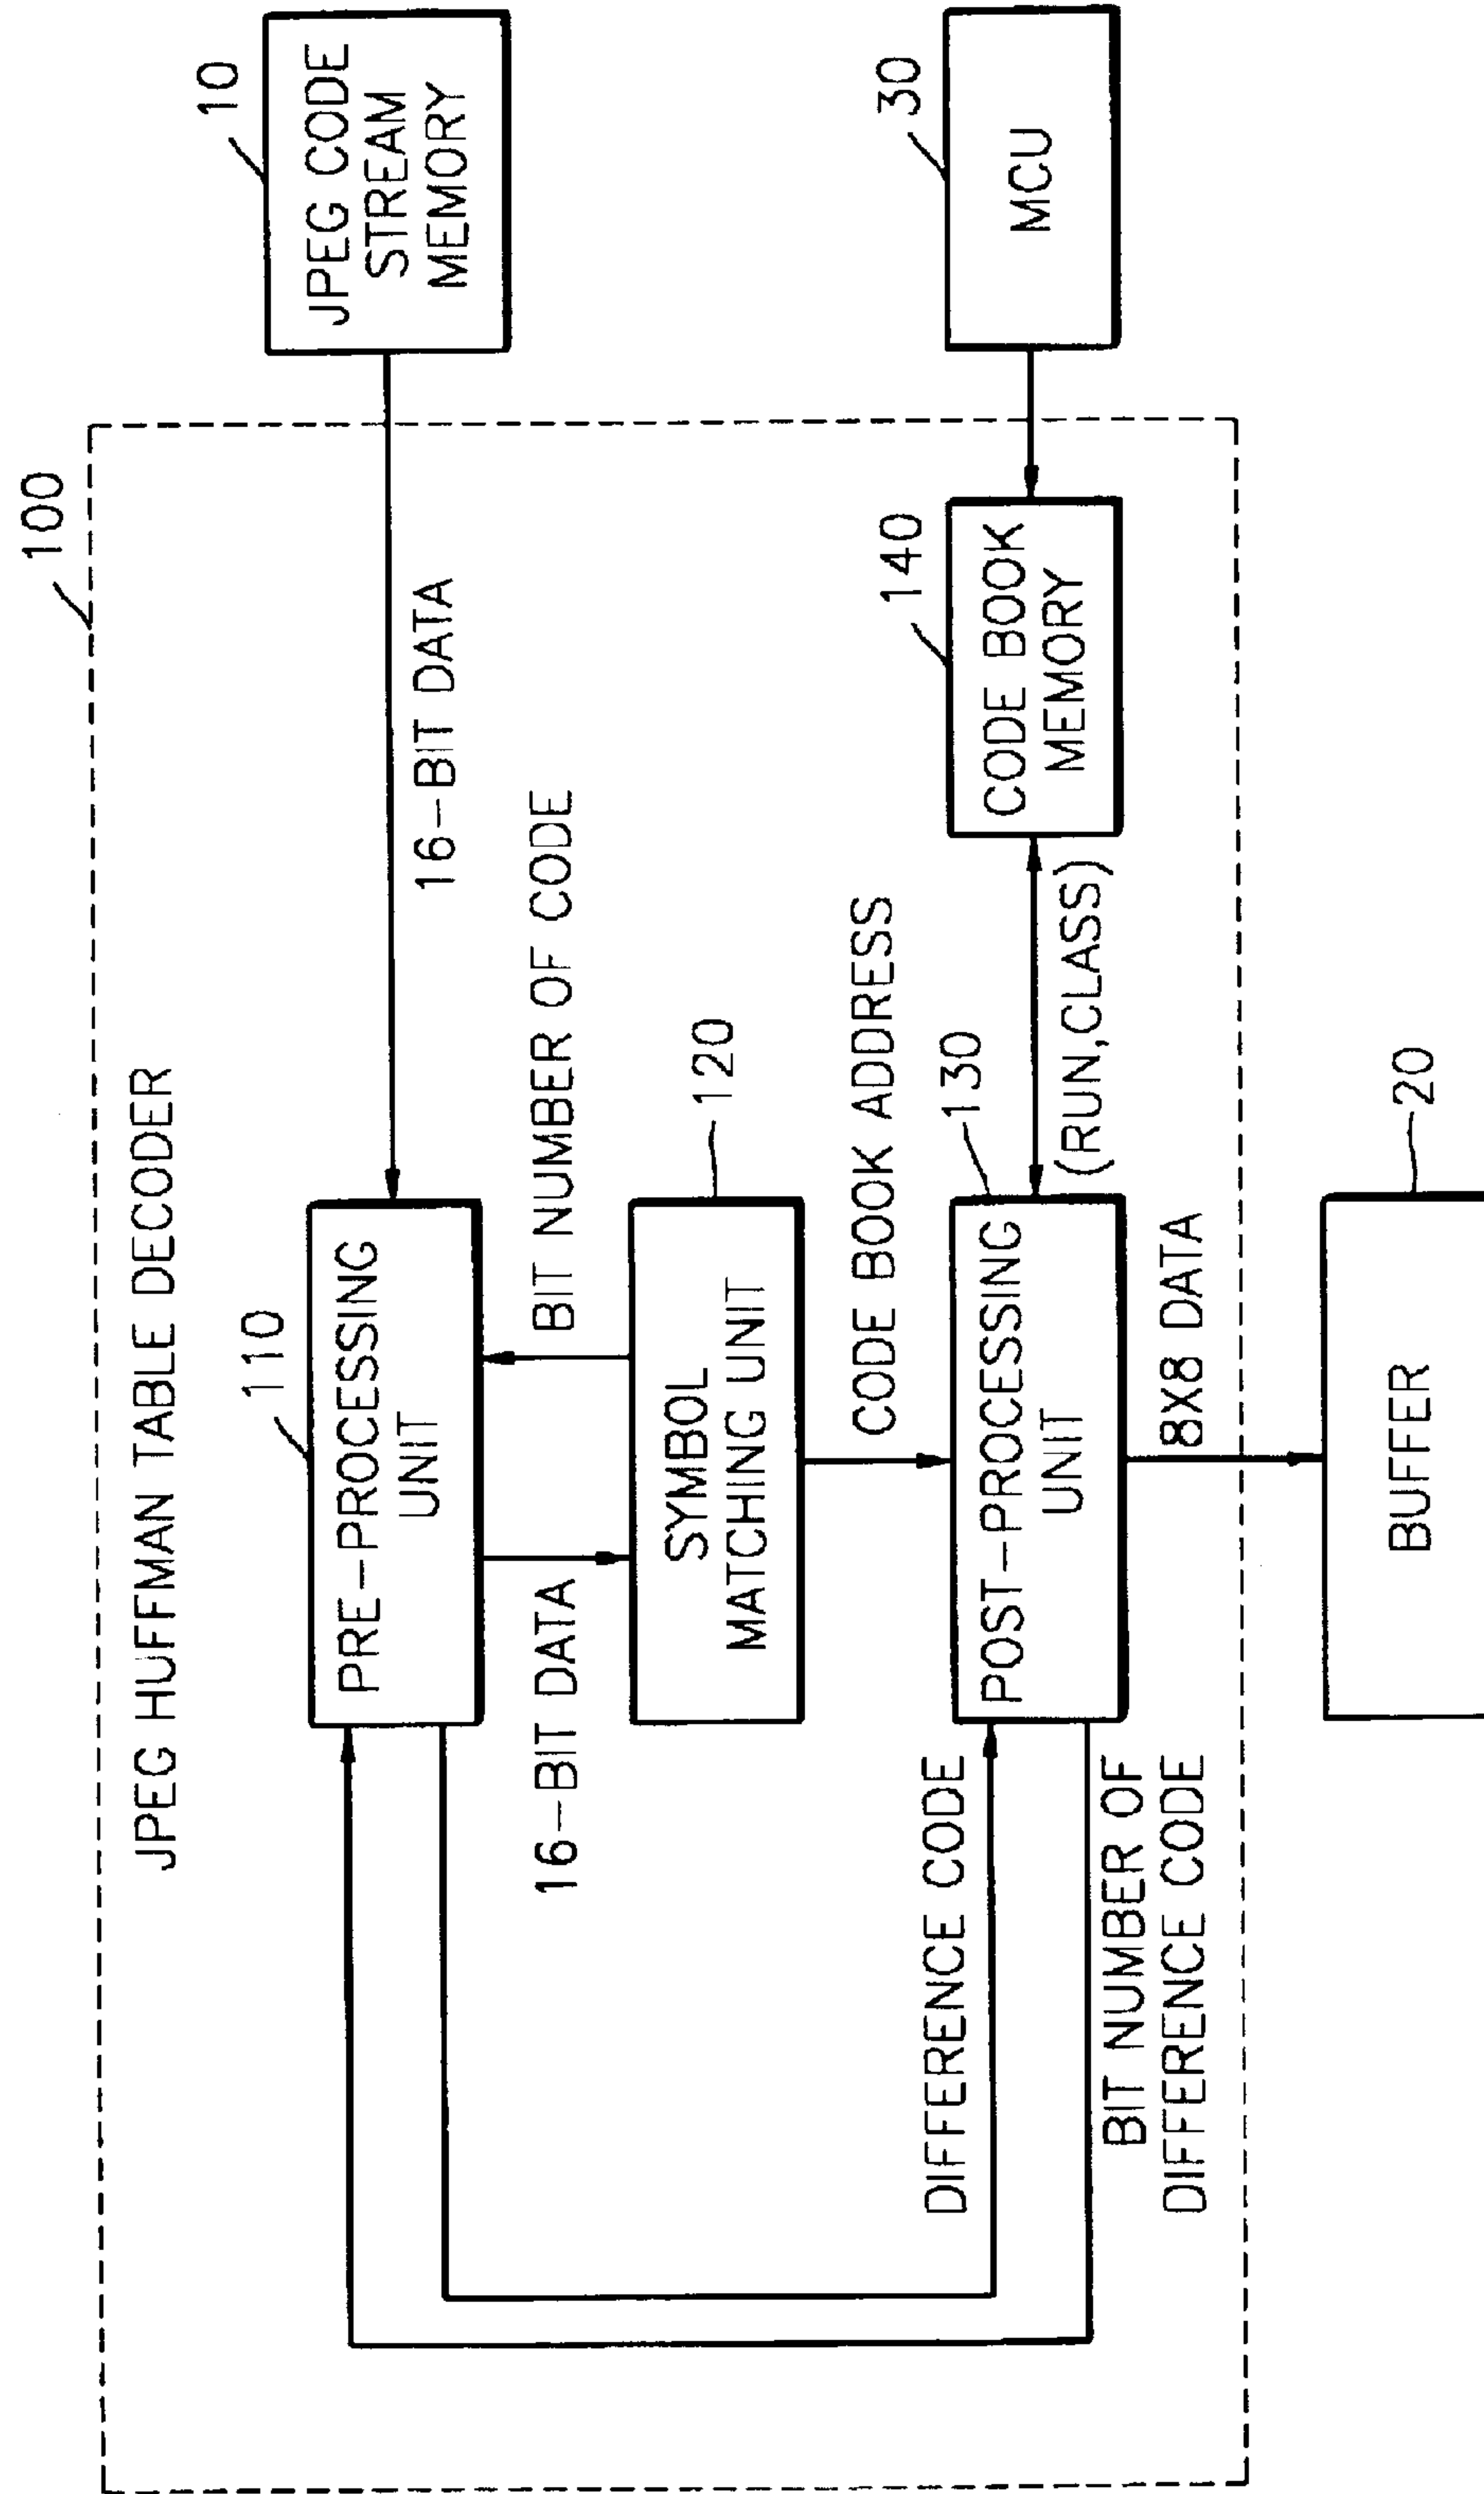 100
JPEG HUFFMAN TABLE DECODER
10
JPEG CODE
STREAM
MEMORY
110
PRE-PROCESSING
UNIT
16-BIT DATA
16-BIT DATA
BIT NUMBER OF CODE
120
SYMBOL
MATCHING UNIT
CODE BOOK ADDRESS
30
MCU
140
CODE BOOK
MEMORY
130
POST-PROCESSING
UNIT
(RUN,CLASS)
DIFFERENCE CODE
BIT NUMBER OF
DIFFERENCE CODE
8X8 DATA
20
BUFFER